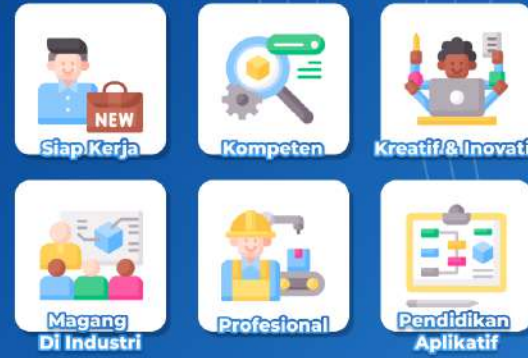 NEW
Siap Kerja
Kompeten
Kreatif & Inovati
Magang
Di Industri
Profesional
Pendidikan
Aplikatif